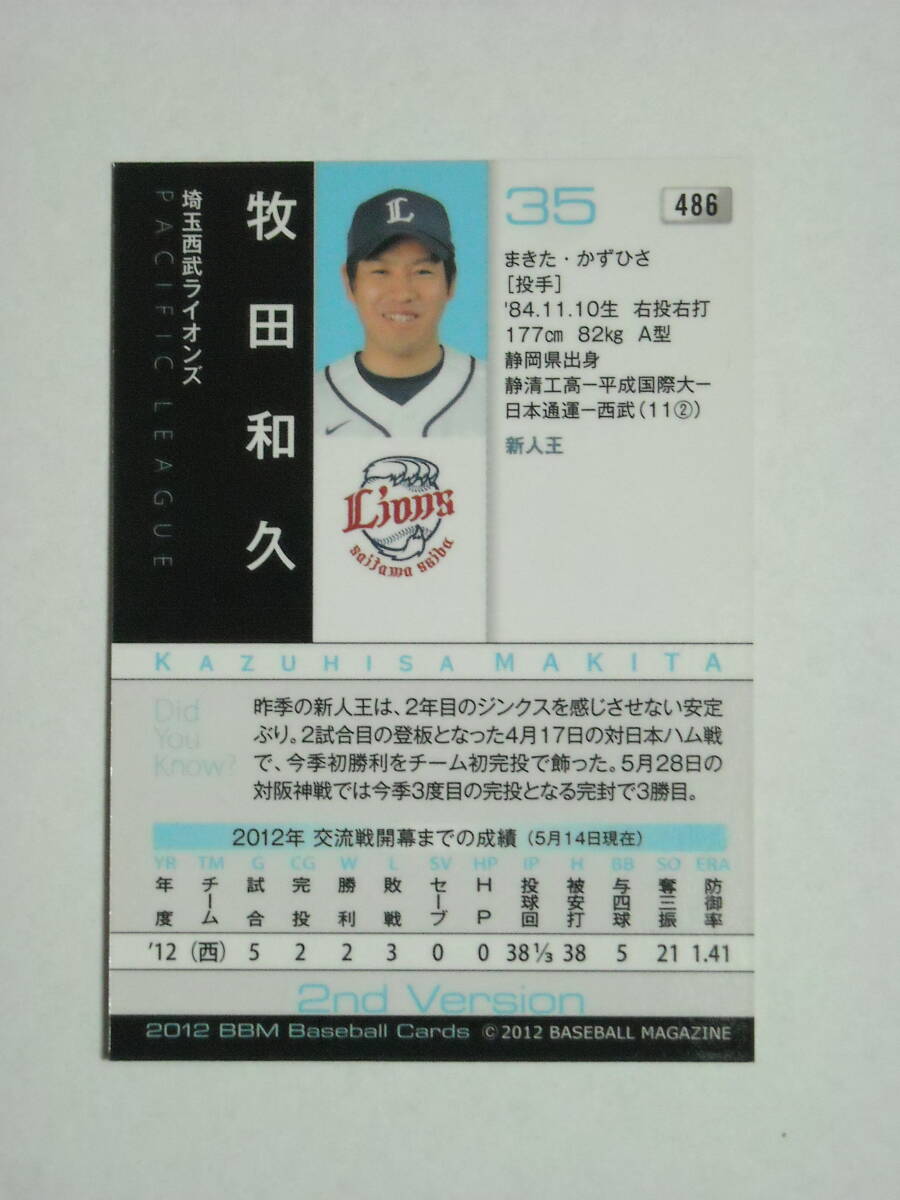 牧田和久
埼玉西武ライオンズ
PACIFIC LEAGUE
L
Lions
saitama seibu
35
486
まきた・かずひさ
[投手]
'84.11.10生 右投右打
177cm 82kg A型
静岡県出身
静清工高ー平成国際大ー
日本通運ー西武(11②)
新人王
KAZUHISA MAKITA
Did
You
Know?
昨季の新人王は、2年目のジンクスを感じさせない安定
ぶり。2試合目の登板となった4月17日の対日本ハム戦
で、今季初勝利をチーム初完投で飾った。5月28日の
対阪神戦では今季3度目の完投となる完封で3勝目。
2012年 交流戦開幕までの成績 (5月14日現在)
YR TM G CG W L SV HP IP H BB SO ERA
年度 チーム 試合 完投 勝利 敗戦 セーブ HP 投球回 被安打 与四球 奪三振 防御率
'12 (西) 5 2 2 3 0 0 38⅓ 38 5 21 1.41
2nd Version
2012 BBM Baseball Cards ©2012 BASEBALL MAGAZINE